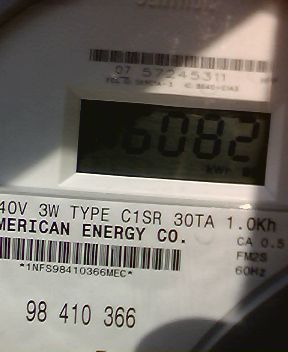 07 57245311
6082
KWH
40V 3W TYPE C1SR 30TA 1.0Kh
MERICAN ENERGY CO.
CA 0.5
FM2S
60Hz
*1NFS98410366MEC*
98 410 366